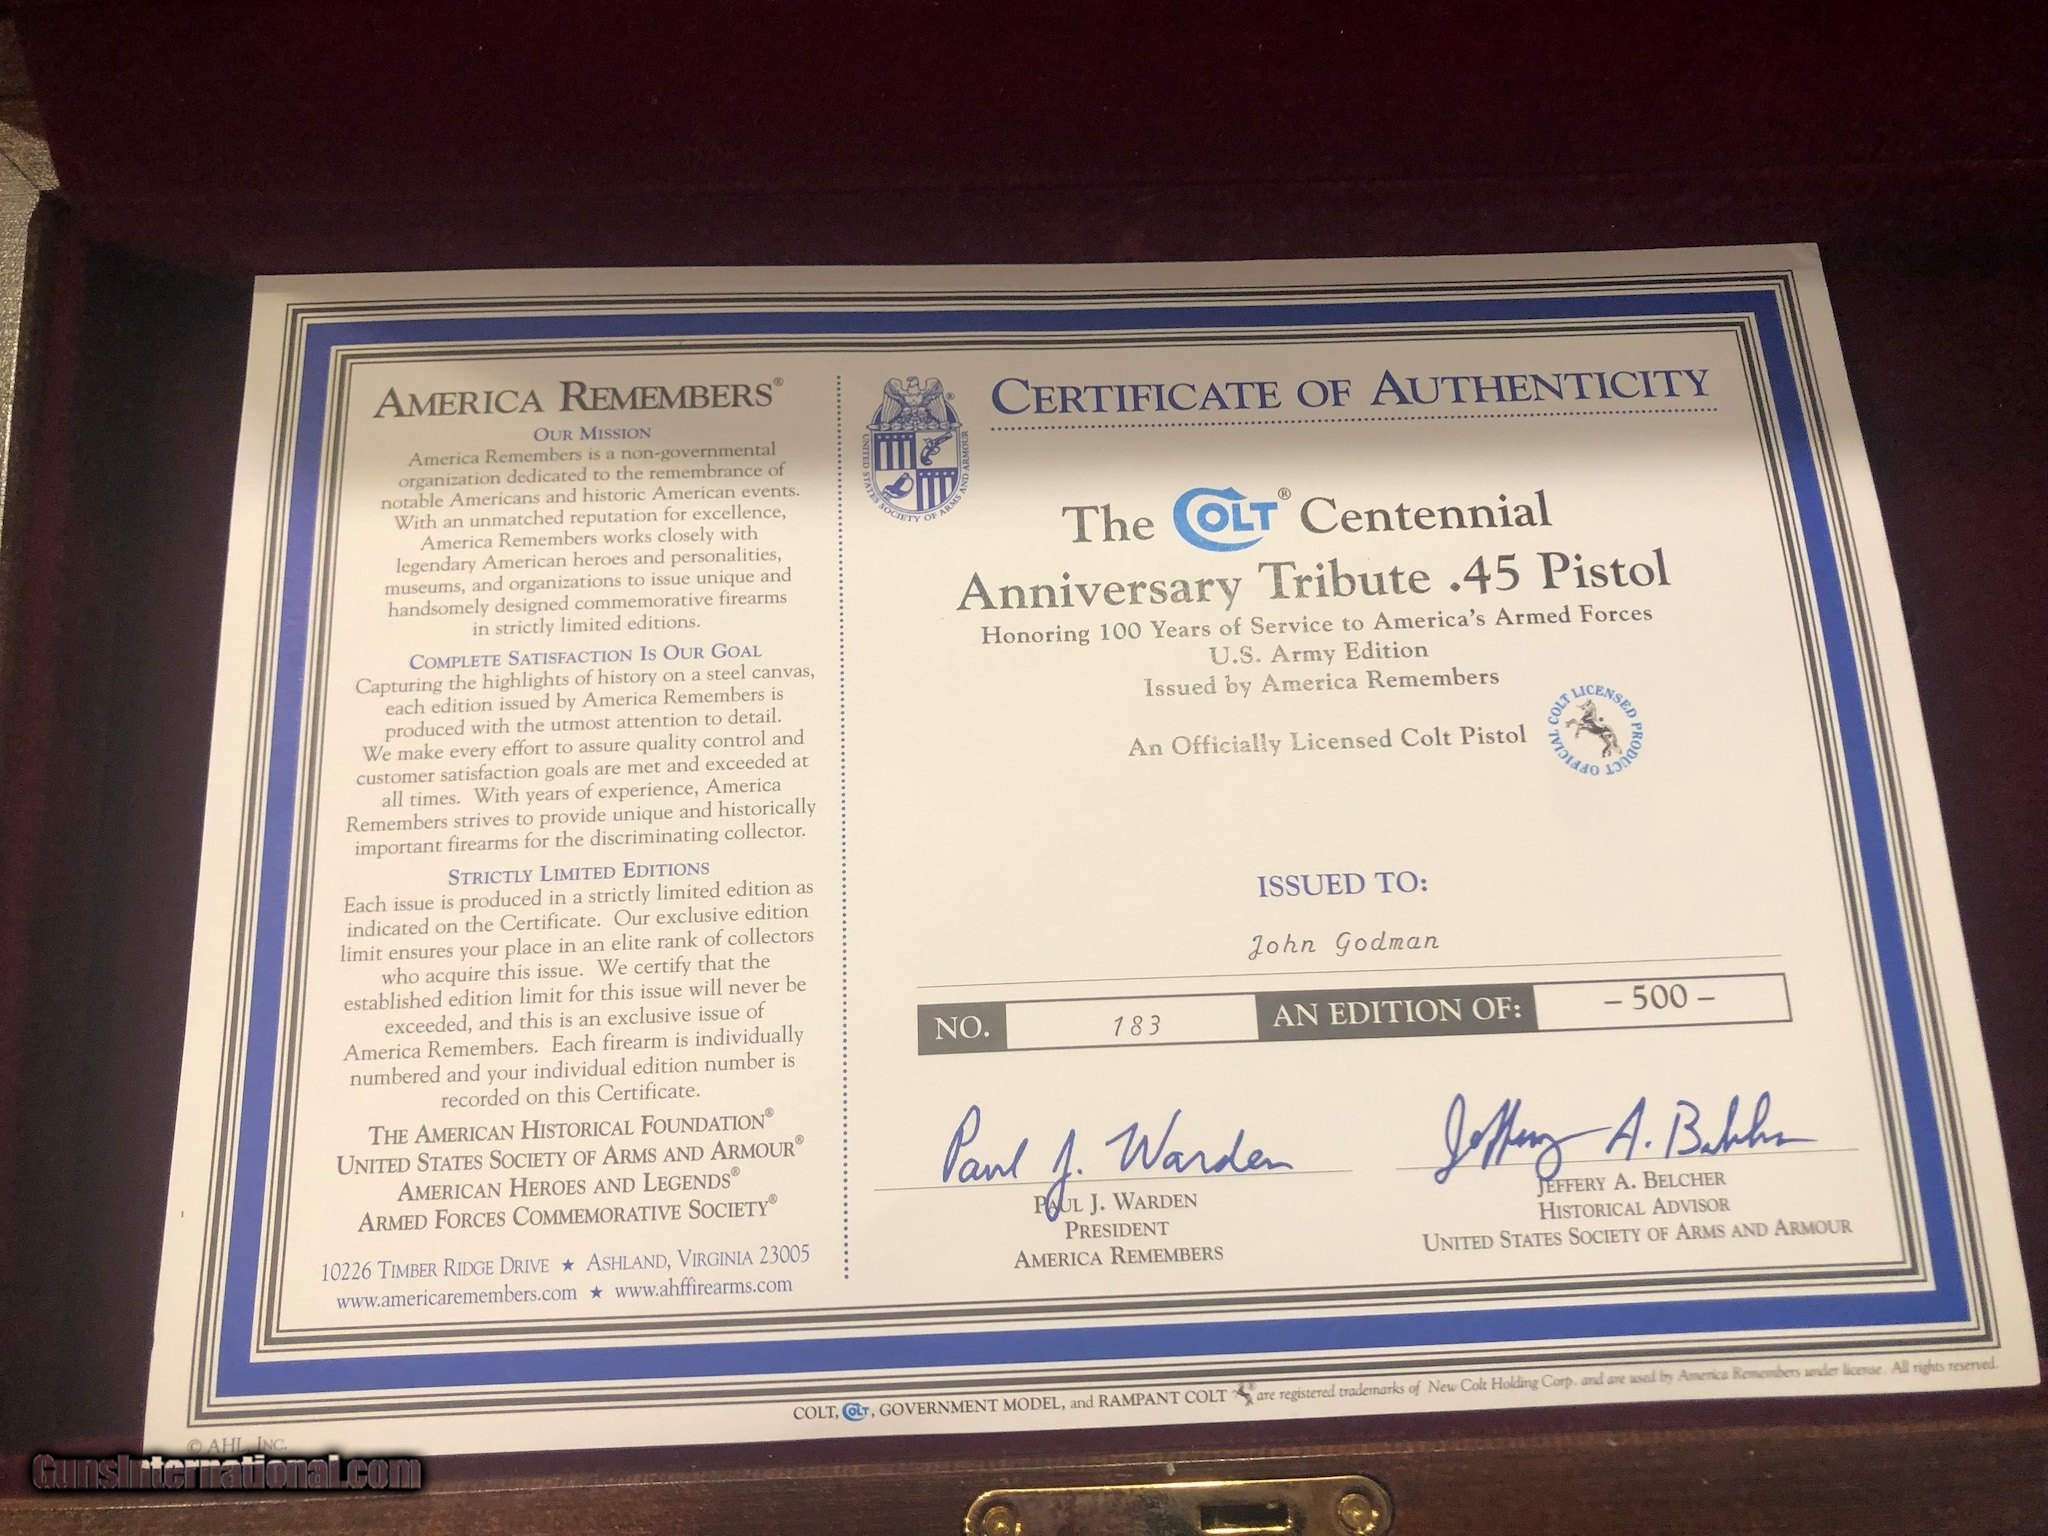 AMERICA REMEMBERS®
OUR MISSION
America Remembers is a non-governmental
organization dedicated to the remembrance of
notable Americans and historic American events.
With an unmatched reputation for excellence,
America Remembers works closely with
legendary American heroes and personalities,
museums, and organizations to issue unique and
handsomely designed commemorative firearms
in strictly limited editions.
COMPLETE SATISFACTION IS OUR GOAL
Capturing the highlights of history on a steel canvas,
each edition issued by America Remembers is
produced with the utmost attention to detail.
We make every effort to assure quality control and
customer satisfaction goals are met and exceeded at
all times. With years of experience, America
Remembers strives to provide unique and historically
important firearms for the discriminating collector.
STRICTLY LIMITED EDITIONS
Each issue is produced in a strictly limited edition as
indicated on the Certificate. Our exclusive edition
limit ensures your place in an elite rank of collectors
who acquire this issue. We certify that the
established edition limit for this issue will never be
exceeded, and this is an exclusive issue of
America Remembers. Each firearm is individually
numbered and your individual edition number is
recorded on this Certificate.
THE AMERICAN HISTORICAL FOUNDATION®
UNITED STATES SOCIETY OF ARMS AND ARMOUR®
AMERICAN HEROES AND LEGENDS®
ARMED FORCES COMMEMORATIVE SOCIETY®
10226 TIMBER RIDGE DRIVE ★ ASHLAND, VIRGINIA 23005
www.americaremembers.com ★ www.ahffirearms.com
UNITED STATES SOCIETY OF ARMS AND ARMOUR
®
CERTIFICATE OF AUTHENTICITY
The COLT® Centennial
Anniversary Tribute .45 Pistol
Honoring 100 Years of Service to America's Armed Forces
U.S. Army Edition
Issued by America Remembers
An Officially Licensed Colt Pistol
OFFICIAL COLT LICENSED PRODUCT
ISSUED TO:
John Godman
NO. 183 AN EDITION OF: – 500 –
Paul J. Warden
PAUL J. WARDEN
PRESIDENT
AMERICA REMEMBERS
Jeffery A. Belcher
JEFFERY A. BELCHER
HISTORICAL ADVISOR
UNITED STATES SOCIETY OF ARMS AND ARMOUR
COLT, COLT, GOVERNMENT MODEL, and RAMPANT COLT ® are registered trademarks of New Colt Holding Corp. and are used by America Remembers under license. All rights reserved.
© AHL, INC.
GunsInternational.com